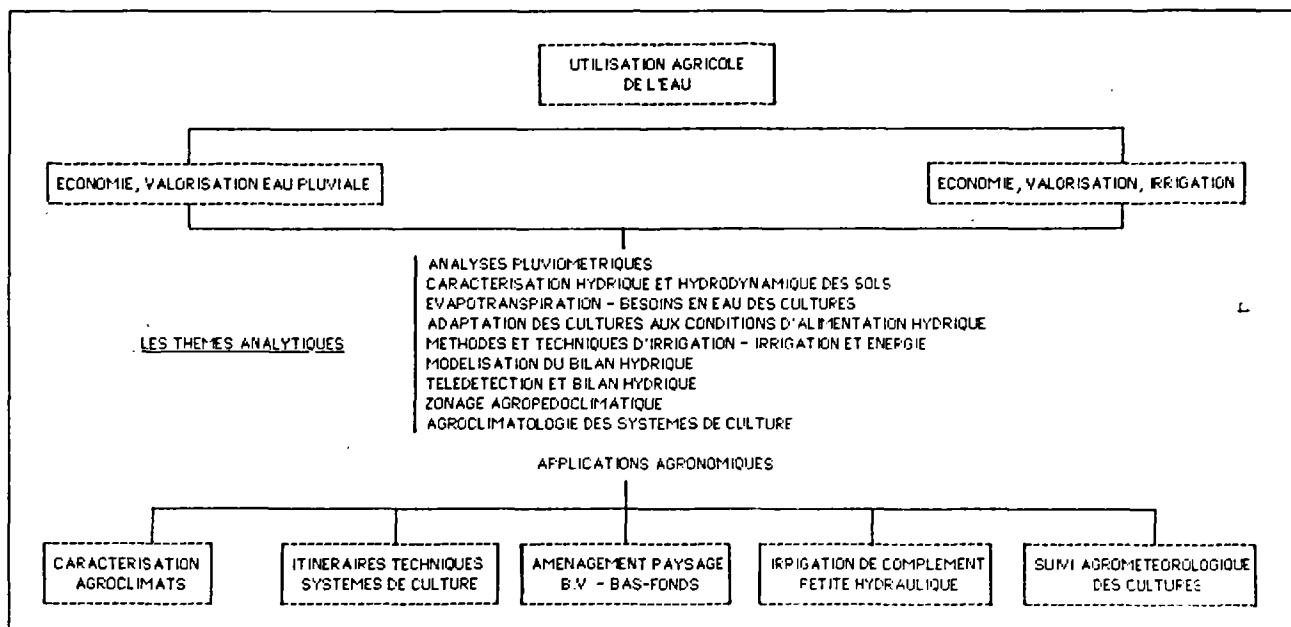 UTILISATION AGRICOLE
DE L'EAU
ECONOMIE, VALORISATION EAU PLUVIALE
ECONOMIE, VALORISATION, IRRIGATION
ANALYSES PLUVIOMETRIQUES
CARACTERISATION HYDRIQUE ET HYDRODYNAMIQUE DES SOLS
EVAPOTRANSPIRATION - BESOINS EN EAU DES CULTURES
ADAPTATION DES CULTURES AUX CONDITIONS D'ALIMENTATION HYDRIQUE
LES THEMES ANALYTIQUES
METHODES ET TECHNIQUES D'IRRIGATION - IRRIGATION ET ENERGIE
MODELISATION DU BILAN HYDRIQUE
TELEDETECTION ET BILAN HYDRIQUE
ZONAGE AGROPEDOCLIMATIQUE
AGROCLIMATOLOGIE DES SYSTEMES DE CULTURE
APPLICATIONS AGRONOMIQUES
CARACTERISATION
AGROCLIMATS
ITINERAIRES TECHNIQUES
SYSTEMES DE CULTURE
AMENAGEMENT PAYSAGE
B.V - BAS-FONDS
IRRIGATION DE COMPLEMENT
PETITE HYDRAULIQUE
SUIVI AGROMETEOROLOGIQUE
DES CULTURES